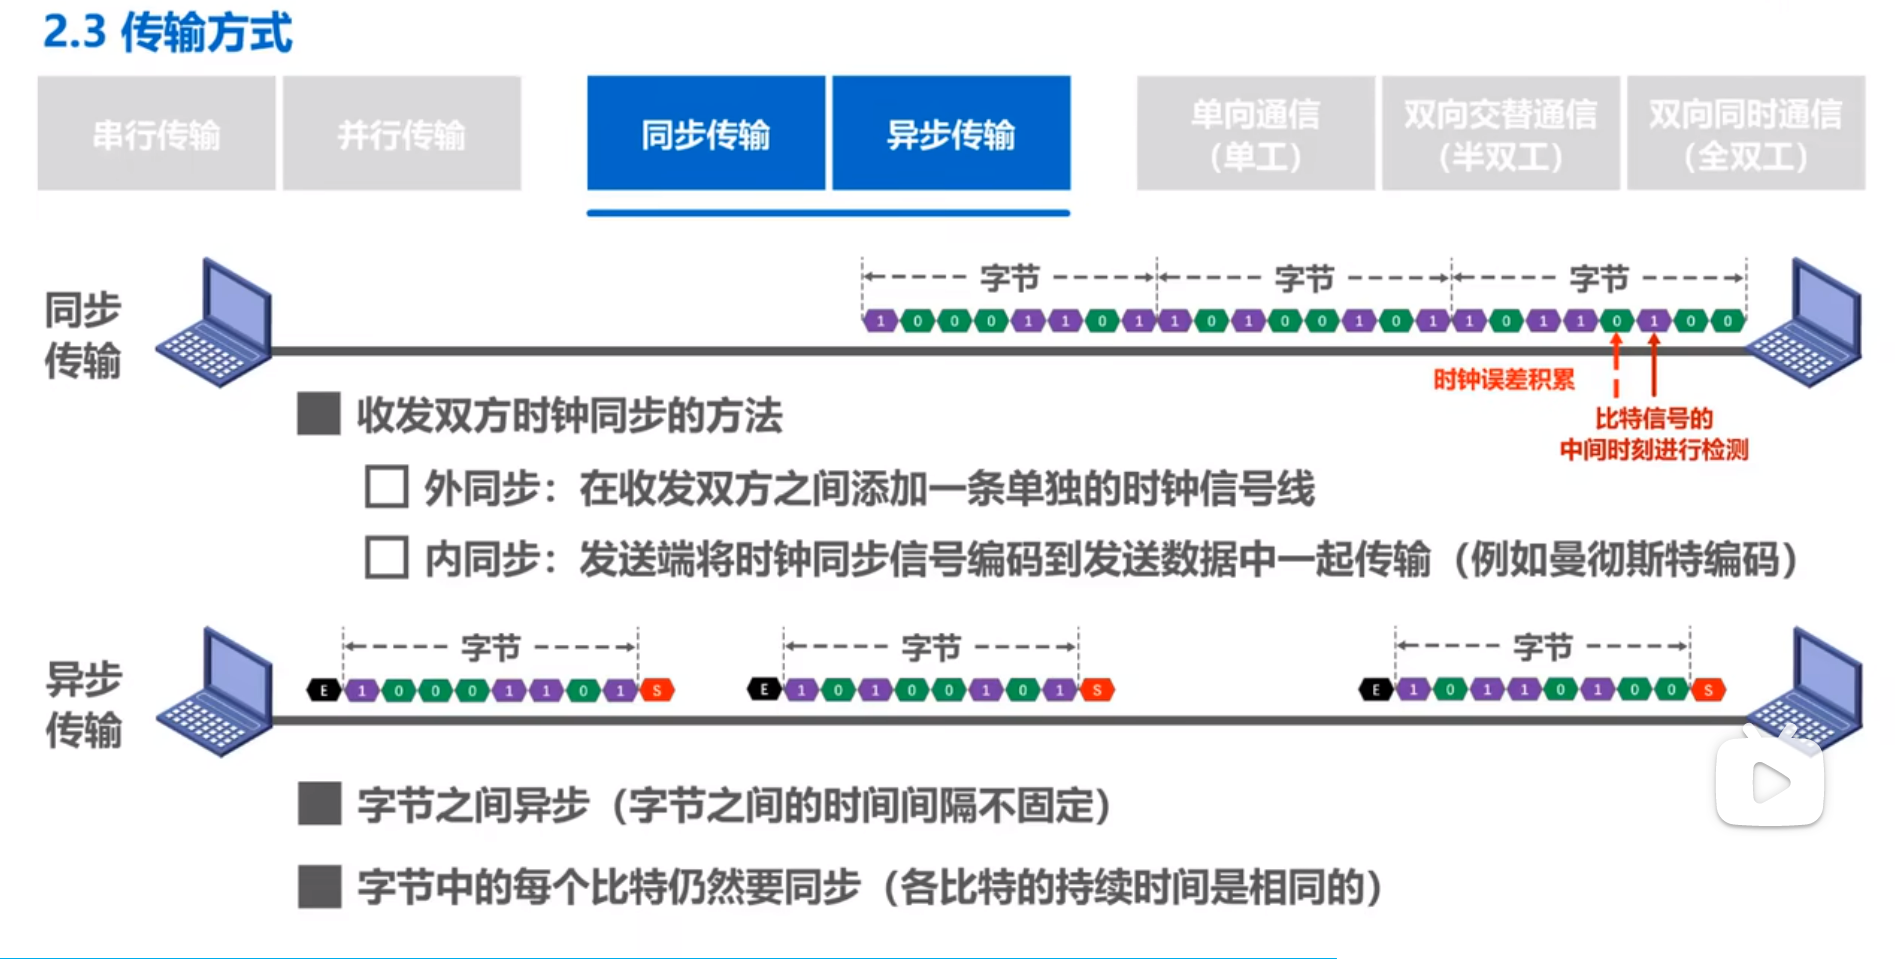 2.3 传输方式
串行传输
并行传输
同步传输
异步传输
单向通信
（单工）
双向交替通信
（半双工）
双向同时通信
（全双工）
同步
传输
字节 字节 字节
1 0 0 0 1 1 0 1 1 0 1 0 0 1 0 1 1 0 1 1 0 1 0 0
时钟误差积累
比特信号的
中间时刻进行检测
收发双方时钟同步的方法
外同步：在收发双方之间添加一条单独的时钟信号线
内同步：发送端将时钟同步信号编码到发送数据中一起传输（例如曼彻斯特编码）
异步
传输
字节 字节 字节
E 1 0 0 0 1 1 0 1 S E 1 0 1 0 0 1 0 1 S E 1 0 1 1 0 1 0 0 S
字节之间异步（字节之间的时间间隔不固定）
字节中的每个比特仍然要同步（各比特的持续时间是相同的）